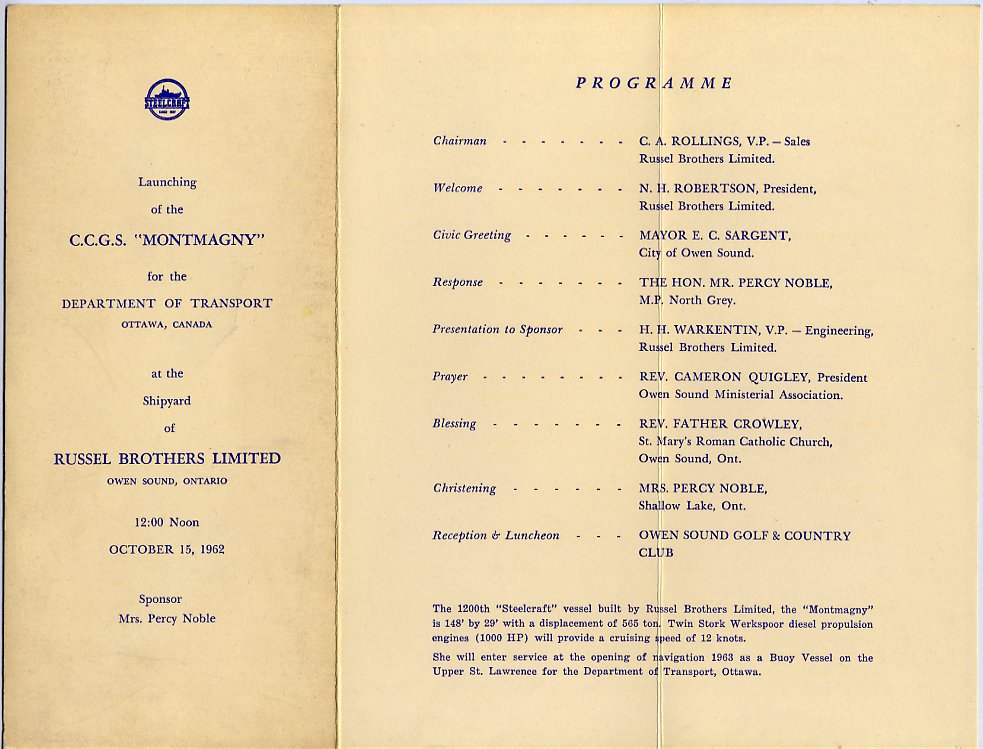 STEELCRAFT
SINCE 1907
Launching
of the
C.C.G.S. "MONTMAGNY"
for the
DEPARTMENT OF TRANSPORT
OTTAWA, CANADA
at the
Shipyard
of
RUSSEL BROTHERS LIMITED
OWEN SOUND, ONTARIO
12:00 Noon
OCTOBER 15, 1962
Sponsor
Mrs. Percy Noble
PROGRAMME
Chairman - - - - - - - C. A. ROLLINGS, V.P. – Sales
Russel Brothers Limited.
Welcome - - - - - - - N. H. ROBERTSON, President,
Russel Brothers Limited.
Civic Greeting - - - - - - MAYOR E. C. SARGENT,
City of Owen Sound.
Response - - - - - - - THE HON. MR. PERCY NOBLE,
M.P. North Grey.
Presentation to Sponsor - - - H. H. WARKENTIN, V.P. – Engineering,
Russel Brothers Limited.
Prayer - - - - - - - - REV. CAMERON QUIGLEY, President
Owen Sound Ministerial Association.
Blessing - - - - - - - REV. FATHER CROWLEY,
St. Mary's Roman Catholic Church,
Owen Sound, Ont.
Christening - - - - - - MRS. PERCY NOBLE,
Shallow Lake, Ont.
Reception & Luncheon - - - OWEN SOUND GOLF & COUNTRY
CLUB
The 1200th "Steelcraft" vessel built by Russel Brothers Limited, the "Montmagny"
is 148' by 29' with a displacement of 565 ton. Twin Stork Werkspoor diesel propulsion
engines (1000 HP) will provide a cruising speed of 12 knots.
She will enter service at the opening of navigation 1963 as a Buoy Vessel on the
Upper St. Lawrence for the Department of Transport, Ottawa.